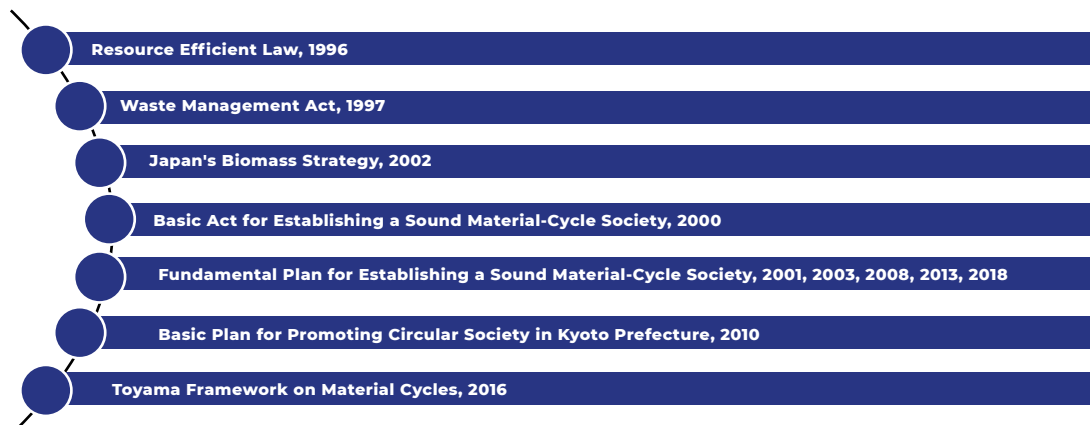 Resource Efficient Law, 1996
Waste Management Act, 1997
Japan's Biomass Strategy, 2002
Basic Act for Establishing a Sound Material-Cycle Society, 2000
Fundamental Plan for Establishing a Sound Material-Cycle Society, 2001, 2003, 2008, 2013, 2018
Basic Plan for Promoting Circular Society in Kyoto Prefecture, 2010
Toyama Framework on Material Cycles, 2016